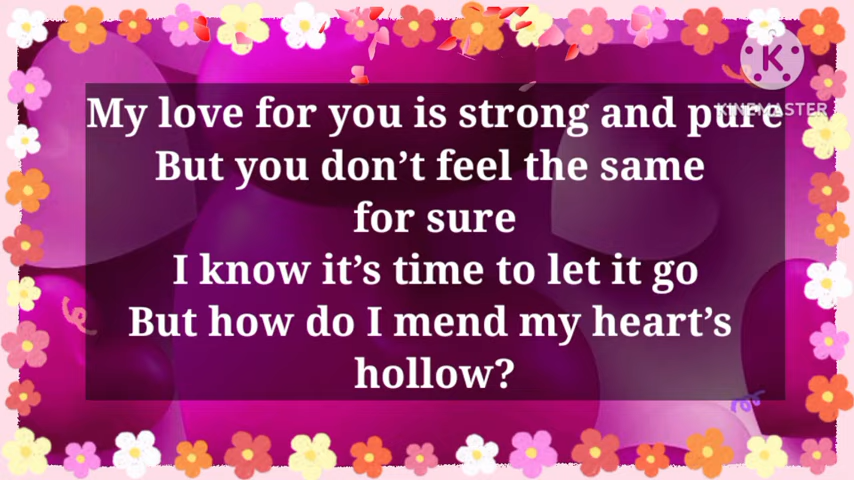 My love for you is strong and pure
But you don’t feel the same
for sure
I know it’s time to let it go
But how do I mend my heart’s
hollow?
K
KINEMASTER